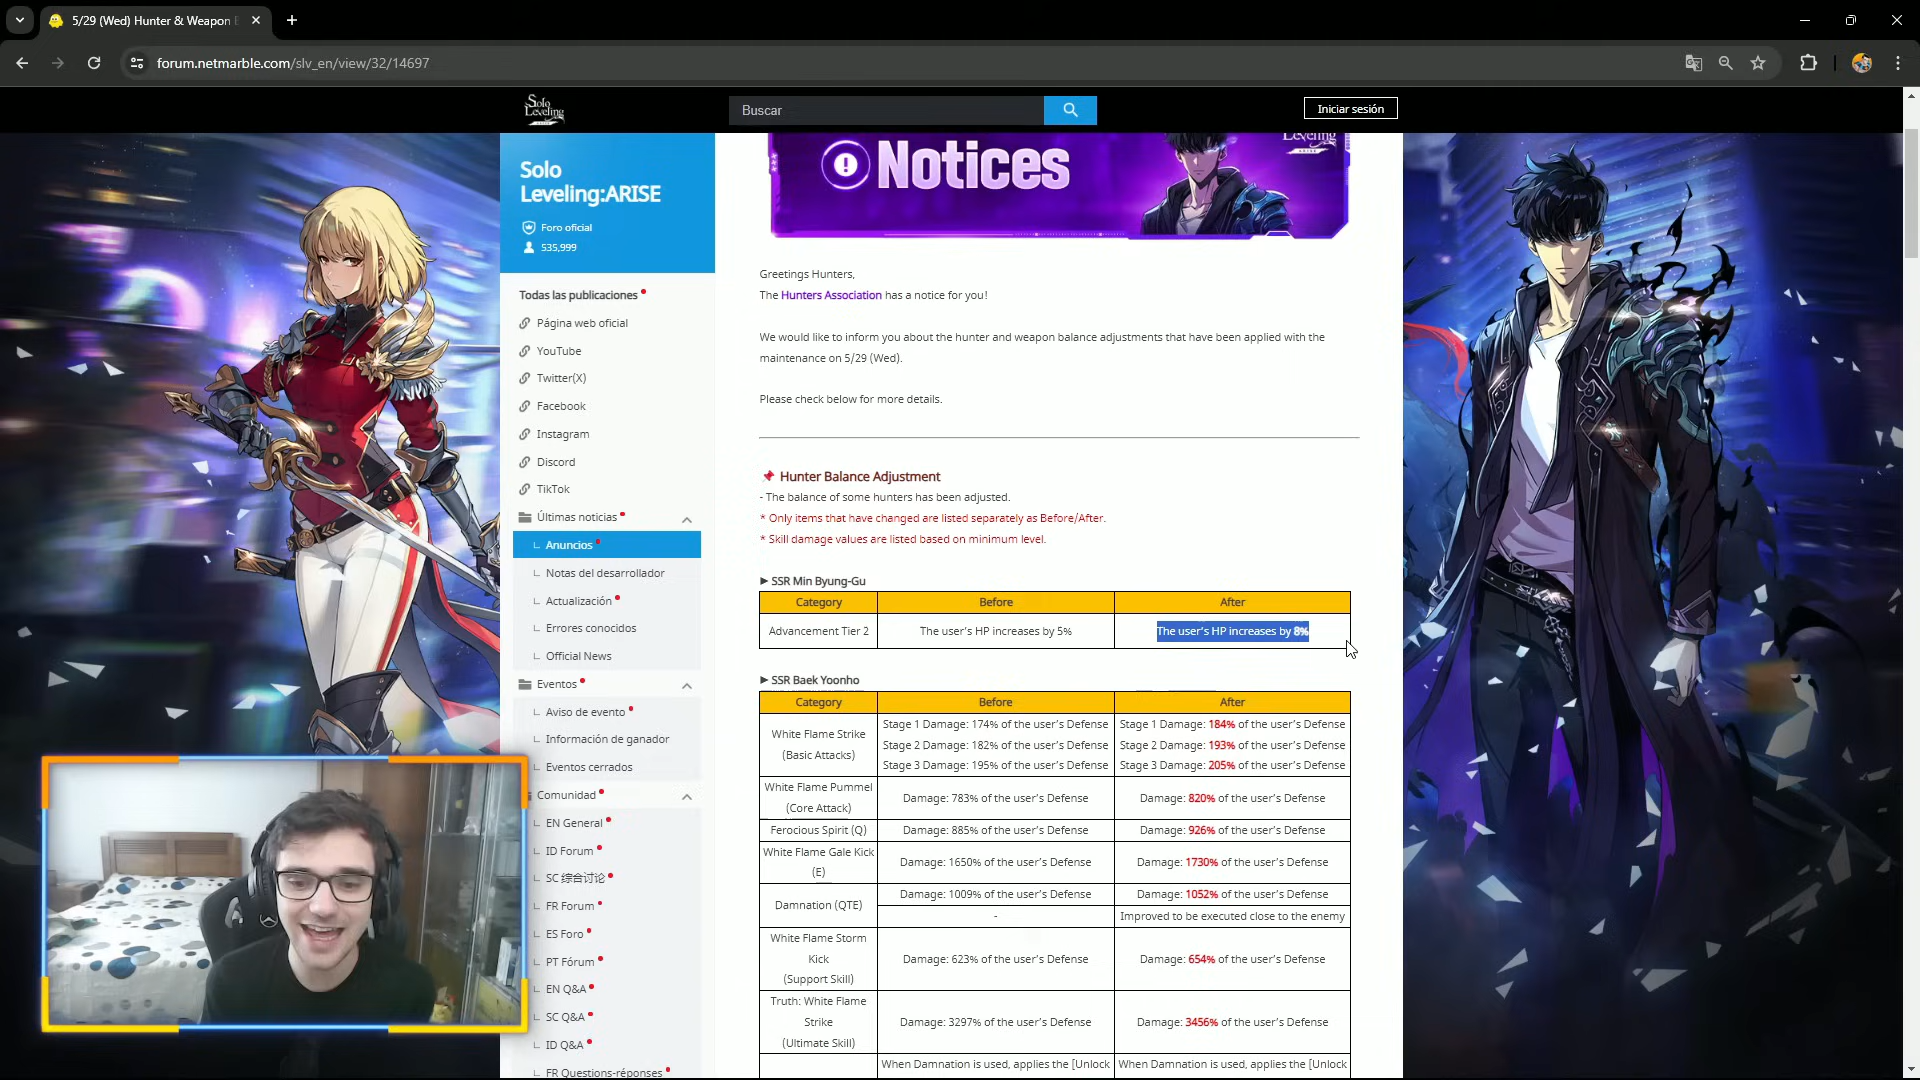 5/29 (Wed) Hunter & Weapon
forum.netmarble.com/slv_en/view/32/14697
Solo
Leveling
ARISE
Buscar
Iniciar sesión
Solo
Leveling:ARISE
Foro oficial
535,999
Todas las publicaciones
Página web oficial
YouTube
Twitter(X)
Facebook
Instagram
Discord
TikTok
Últimas noticias
Anuncios
Notas del desarrollador
Actualización
Errores conocidos
Official News
Eventos
Aviso de evento
Información de ganador
Eventos cerrados
Comunidad
EN General
ID Forum
SC 综合讨论
FR Forum
ES Foro
PT Fórum
EN Q&A
SC Q&A
ID Q&A
FR Questions-réponses
Leveling
Notices
Greetings Hunters,
The Hunters Association has a notice for you!
We would like to inform you about the hunter and weapon balance adjustments that have been applied with the
maintenance on 5/29 (Wed).
Please check below for more details.
📌 Hunter Balance Adjustment
- The balance of some hunters has been adjusted.
* Only items that have changed are listed separately as Before/After.
* Skill damage values are listed based on minimum level.
▶ SSR Min Byung-Gu
Category Before After
Advancement Tier 2 The user's HP increases by 5% The user's HP increases by 8%
▶ SSR Baek Yoonho
Category Before After
White Flame Strike
(Basic Attacks)
Stage 1 Damage: 174% of the user's Defense Stage 1 Damage: 184% of the user's Defense
Stage 2 Damage: 182% of the user's Defense Stage 2 Damage: 193% of the user's Defense
Stage 3 Damage: 195% of the user's Defense Stage 3 Damage: 205% of the user's Defense
White Flame Pummel
(Core Attack)
Damage: 783% of the user's Defense Damage: 820% of the user's Defense
Ferocious Spirit (Q) Damage: 885% of the user's Defense Damage: 926% of the user's Defense
White Flame Gale Kick
(E)
Damage: 1650% of the user's Defense Damage: 1730% of the user's Defense
Damnation (QTE)
Damage: 1009% of the user's Defense Damage: 1052% of the user's Defense
- Improved to be executed close to the enemy
White Flame Storm
Kick
(Support Skill)
Damage: 623% of the user's Defense Damage: 654% of the user's Defense
Truth: White Flame
Strike
(Ultimate Skill)
Damage: 3297% of the user's Defense Damage: 3456% of the user's Defense
When Damnation is used, applies the [Unlock When Damnation is used, applies the [Unlock